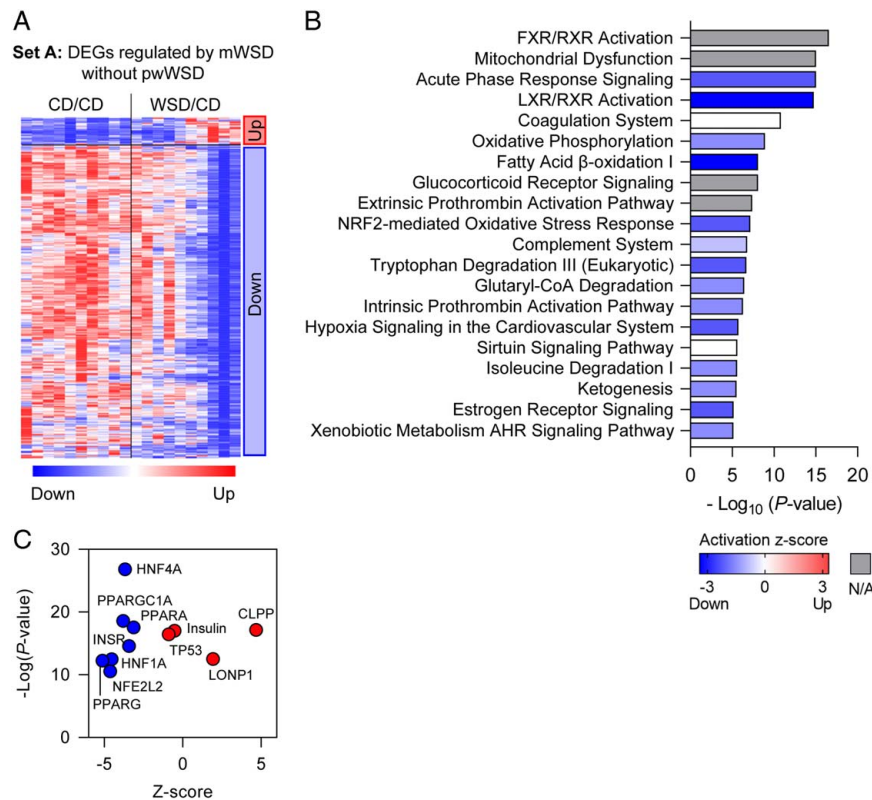 A
Set A: DEGs regulated by mWSD
without pwWSD
CD/CD
WSD/CD
Up
Down
Down
Up
B
FXR/RXR Activation
Mitochondrial Dysfunction
Acute Phase Response Signaling
LXR/RXR Activation
Coagulation System
Oxidative Phosphorylation
Fatty Acid β-oxidation I
Glucocorticoid Receptor Signaling
Extrinsic Prothrombin Activation Pathway
NRF2-mediated Oxidative Stress Response
Complement System
Tryptophan Degradation III (Eukaryotic)
Glutaryl-CoA Degradation
Intrinsic Prothrombin Activation Pathway
Hypoxia Signaling in the Cardiovascular System
Sirtuin Signaling Pathway
Isoleucine Degradation I
Ketogenesis
Estrogen Receptor Signaling
Xenobiotic Metabolism AHR Signaling Pathway
0 5 10 15 20
- Log10 (P-value)
Activation z-score
-3 0 3
Down
Up
N/A
C
30
20
10
0
-Log(P-value)
HNF4A
PPARGC1A
PPARA
Insulin
CLPP
INSR
TP53
HNF1A
LONP1
NFE2L2
PPARG
-5 0 5
Z-score